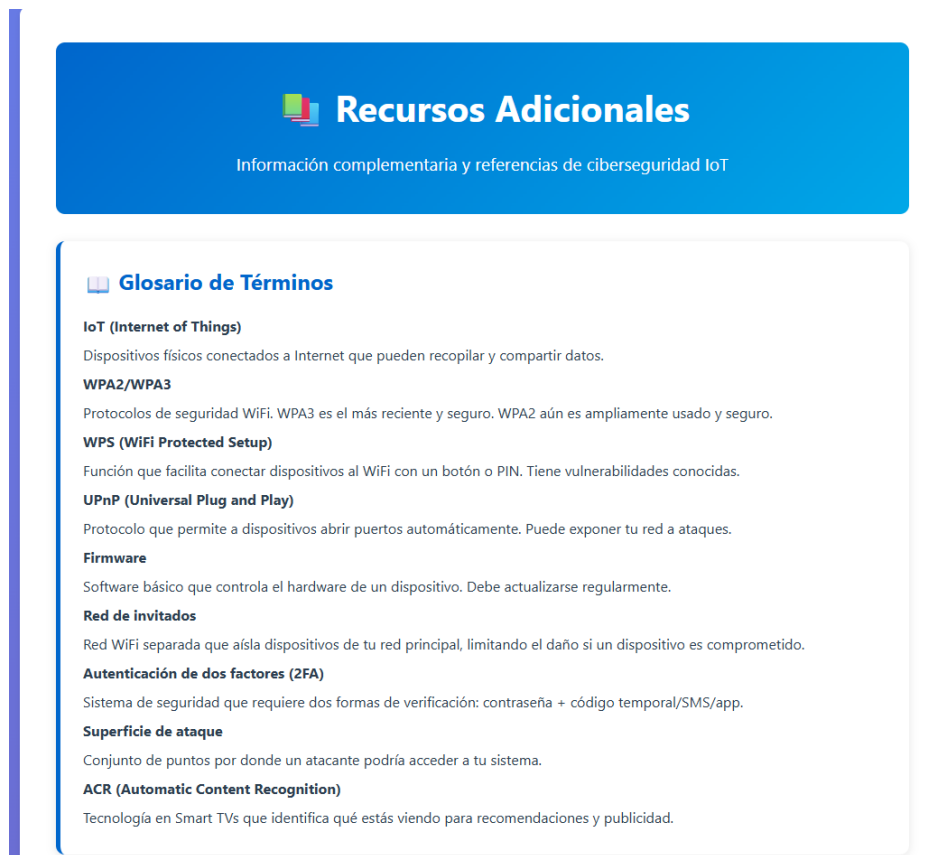 Recursos Adicionales
Información complementaria y referencias de ciberseguridad IoT
Glosario de Términos
IoT (Internet of Things)
Dispositivos físicos conectados a Internet que pueden recopilar y compartir datos.
WPA2/WPA3
Protocolos de seguridad WiFi. WPA3 es el más reciente y seguro. WPA2 aún es ampliamente usado y seguro.
WPS (WiFi Protected Setup)
Función que facilita conectar dispositivos al WiFi con un botón o PIN. Tiene vulnerabilidades conocidas.
UPnP (Universal Plug and Play)
Protocolo que permite a dispositivos abrir puertos automáticamente. Puede exponer tu red a ataques.
Firmware
Software básico que controla el hardware de un dispositivo. Debe actualizarse regularmente.
Red de invitados
Red WiFi separada que aísla dispositivos de tu red principal, limitando el daño si un dispositivo es comprometido.
Autenticación de dos factores (2FA)
Sistema de seguridad que requiere dos formas de verificación: contraseña + código temporal/SMS/app.
Superficie de ataque
Conjunto de puntos por donde un atacante podría acceder a tu sistema.
ACR (Automatic Content Recognition)
Tecnología en Smart TVs que identifica qué estás viendo para recomendaciones y publicidad.